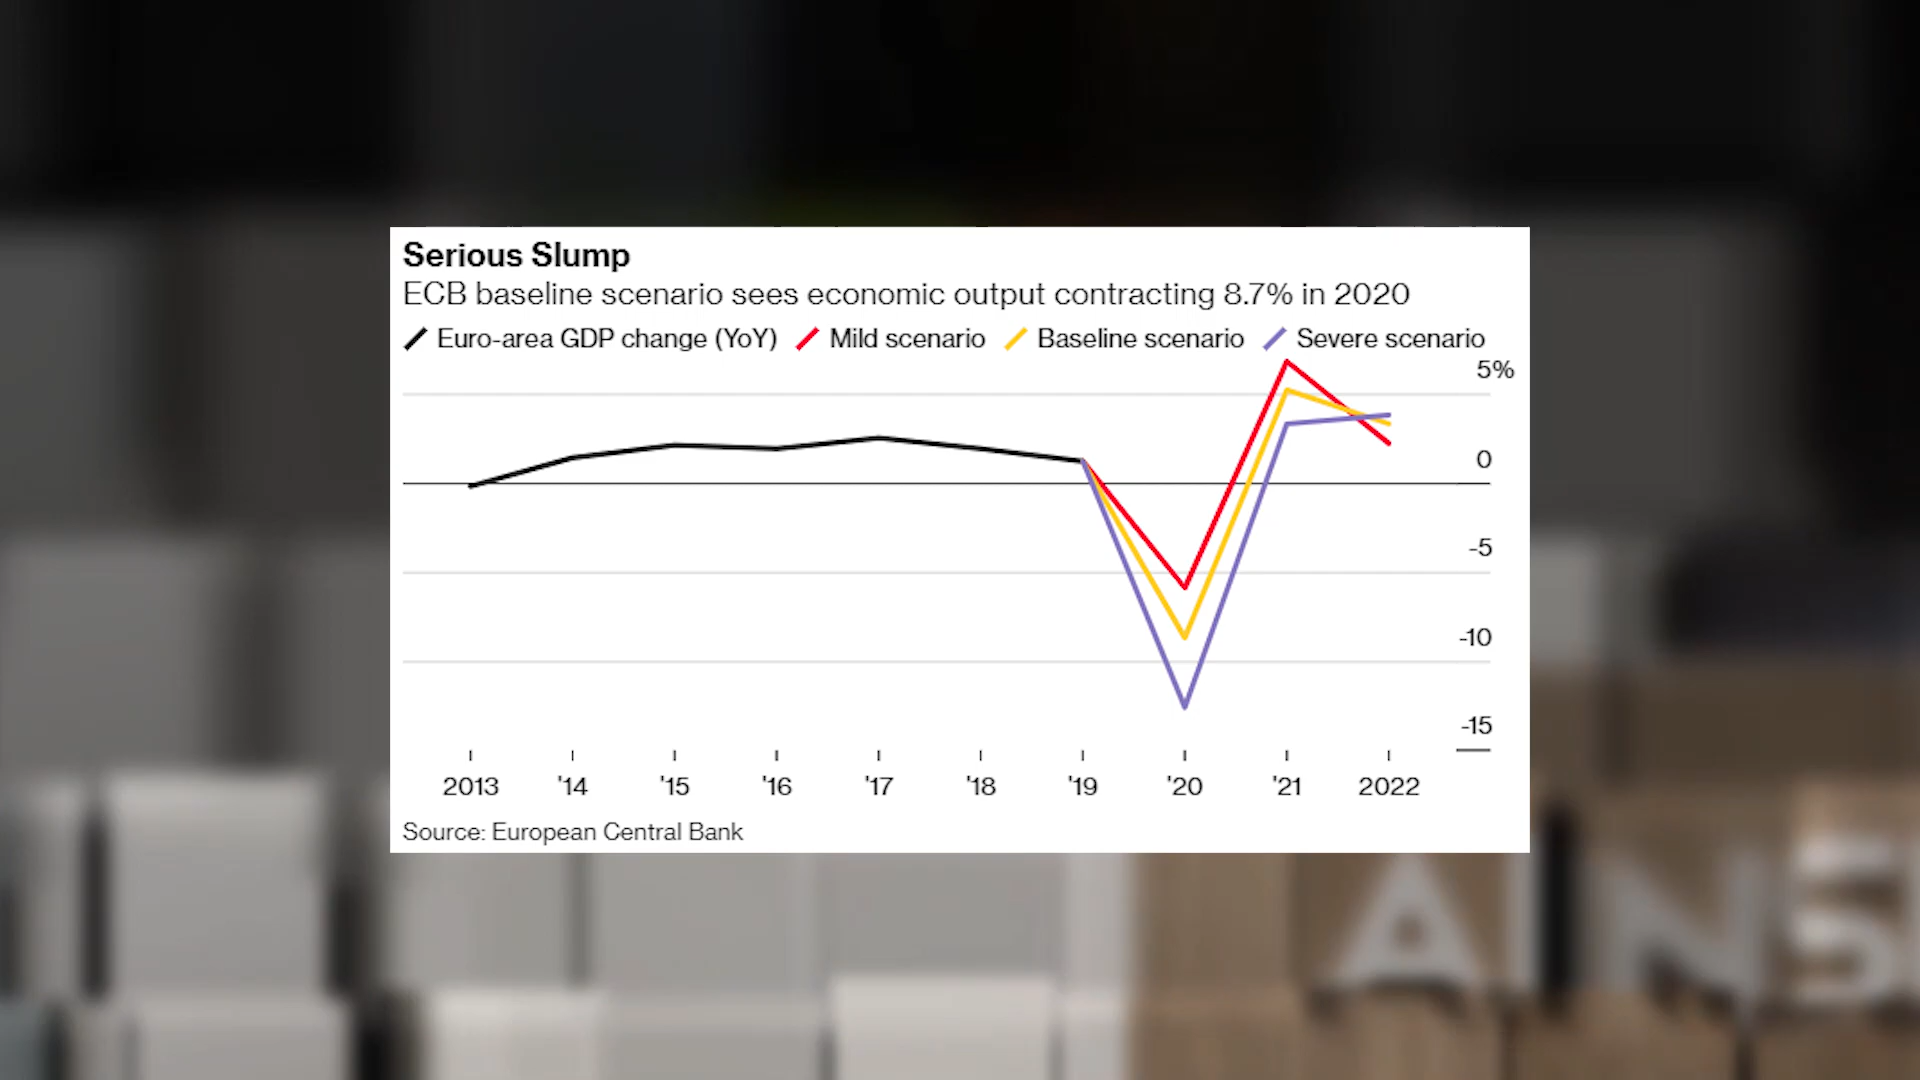 Serious Slump
ECB baseline scenario sees economic output contracting 8.7% in 2020
Euro-area GDP change (YoY) Mild scenario Baseline scenario Severe scenario
5%
0
-5
-10
-15
2013 '14 '15 '16 '17 '18 '19 '20 '21 2022
Source: European Central Bank
AINS